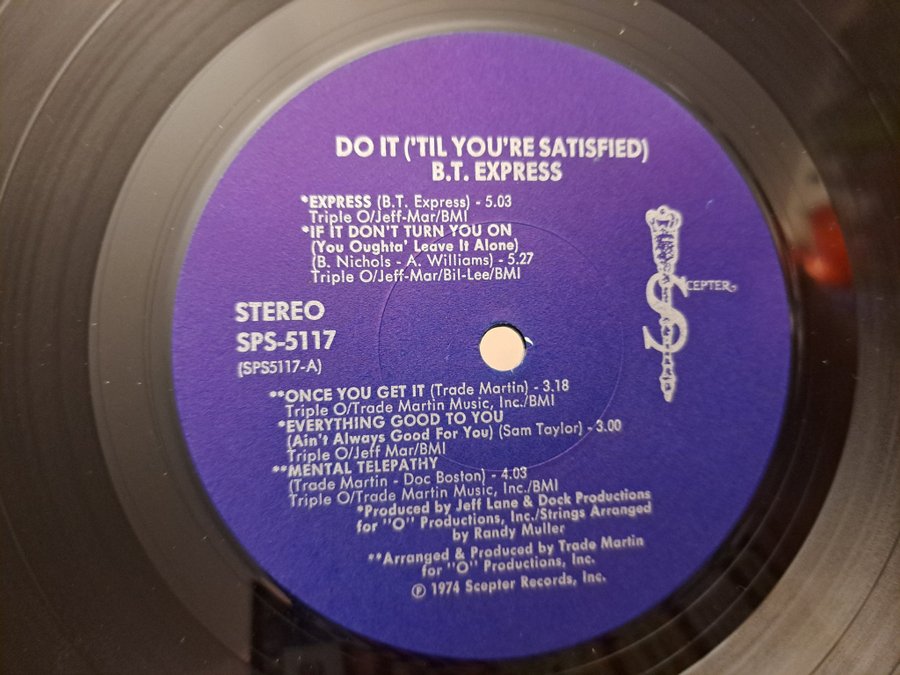 DO IT ('TIL YOU'RE SATISFIED)
B.T. EXPRESS
*EXPRESS (B.T. Express) - 5.03
Triple O/Jeff-Mar/BMI
*IF IT DON'T TURN YOU ON
(You Oughta' Leave It Alone)
(B. Nichols - A. Williams) - 5.27
Triple O/Jeff-Mar/Bil-Lee/BMI
SCEPTER
STEREO
SPS-5117
(SPS5117-A)
**ONCE YOU GET IT (Trade Martin) - 3.18
Triple O/Trade Martin Music, Inc./BMI
*EVERYTHING GOOD TO YOU
(Ain't Always Good For You) (Sam Taylor) - 3.00
Triple O/Jeff Mar/BMI
**MENTAL TELEPATHY
(Trade Martin - Doc Boston) - 4.03
Triple O/Trade Martin Music, Inc./BMI
*Produced by Jeff Lane & Dock Productions
for "O" Productions, Inc./Strings Arranged
by Randy Muller
**Arranged & Produced by Trade Martin
for "O" Productions, Inc.
℗ 1974 Scepter Records, Inc.